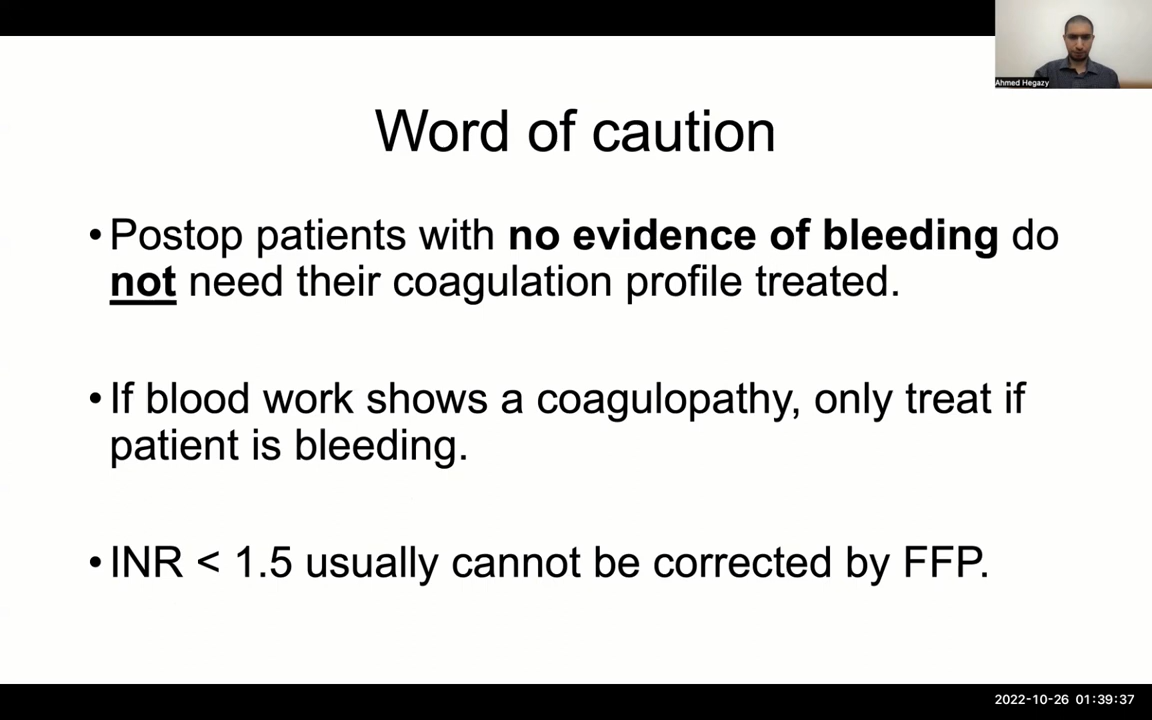 Ahmed Hegazy
Word of caution
•Postop patients with no evidence of bleeding do
not need their coagulation profile treated.
•If blood work shows a coagulopathy, only treat if
patient is bleeding.
•INR < 1.5 usually cannot be corrected by FFP.
2022-10-26 01:39:37